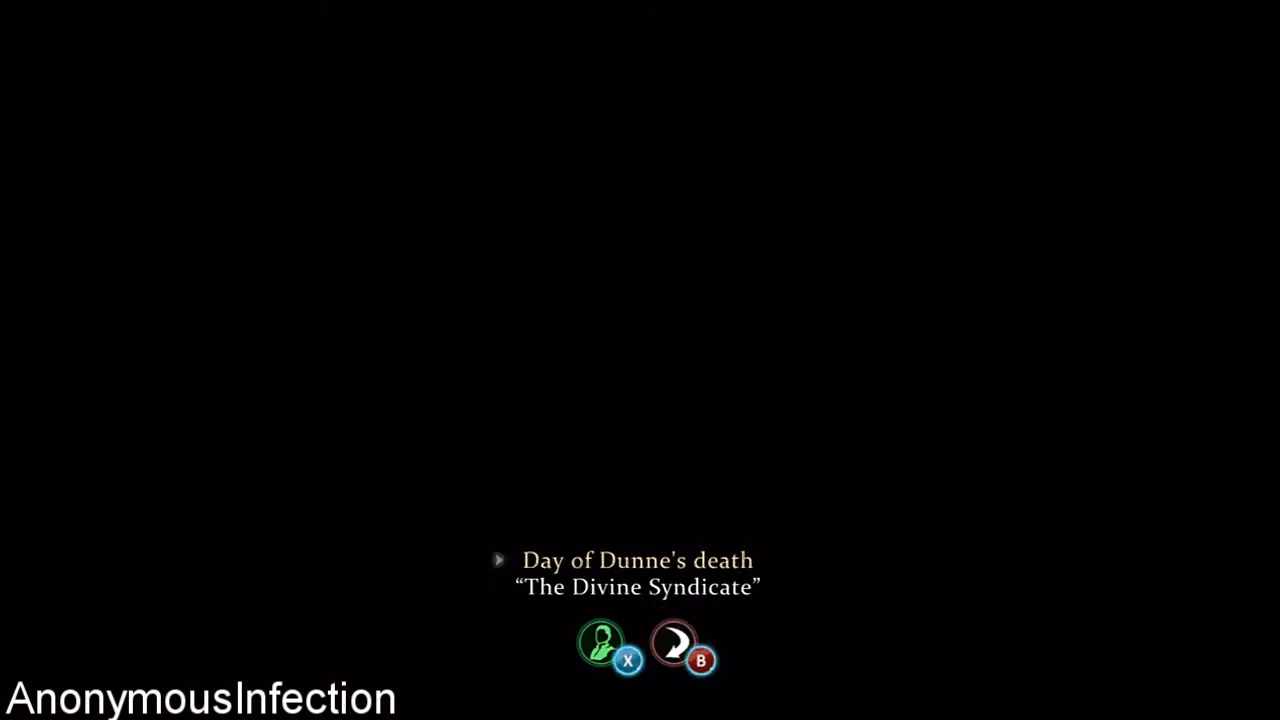 Day of Dunne's death
“The Divine Syndicate”
X B
AnonymousInfection